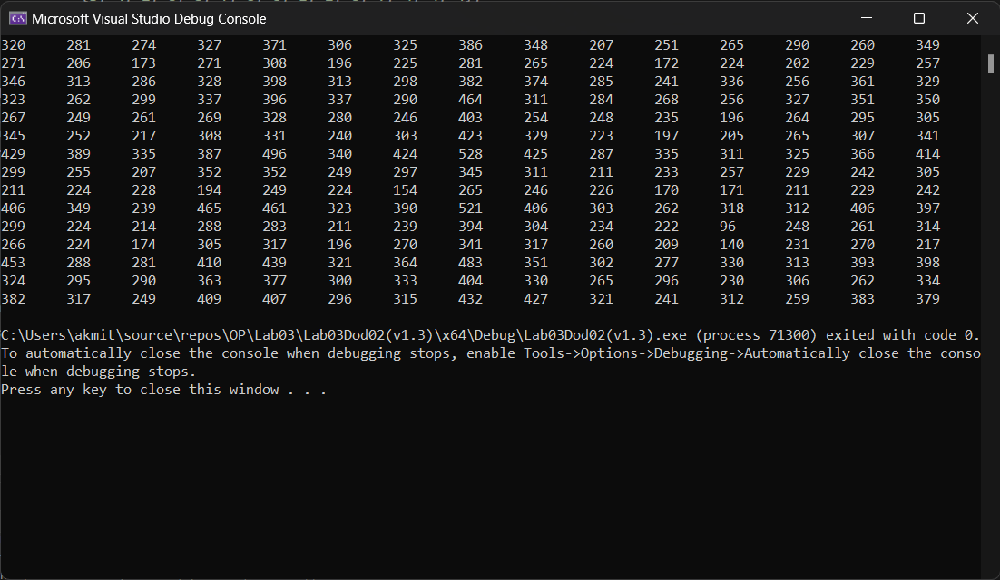 Microsoft Visual Studio Debug Console
320 281 274 327 371 306 325 386 348 207 251 265 290 260 349
271 206 173 271 308 196 225 281 265 224 172 224 202 229 257
346 313 286 328 398 313 298 382 374 285 241 336 256 361 329
323 262 299 337 396 337 290 464 311 284 268 256 327 351 350
267 249 261 269 328 280 246 403 254 248 235 196 264 295 305
345 252 217 308 331 240 303 423 329 223 197 205 265 307 341
429 389 335 387 496 340 424 528 425 287 335 311 325 366 414
299 255 207 352 352 249 297 345 311 211 233 257 229 242 305
211 224 228 194 249 224 154 265 246 226 170 171 211 229 242
406 349 239 465 461 323 390 521 406 303 262 318 312 406 397
299 224 214 288 283 211 239 394 304 234 222 96 248 261 314
266 224 174 305 317 196 270 341 317 260 209 140 231 270 217
453 288 281 410 439 321 364 483 351 302 277 330 313 393 398
324 295 290 363 377 300 333 404 330 265 296 230 306 262 334
382 317 249 409 407 296 315 432 427 321 241 312 259 383 379
C:\Users\akmit\source\repos\OP\Lab03\Lab03Dod02(v1.3)\x64\Debug\Lab03Dod02(v1.3).exe (process 71300) exited with code 0.
To automatically close the console when debugging stops, enable Tools->Options->Debugging->Automatically close the conso
le when debugging stops.
Press any key to close this window . . .